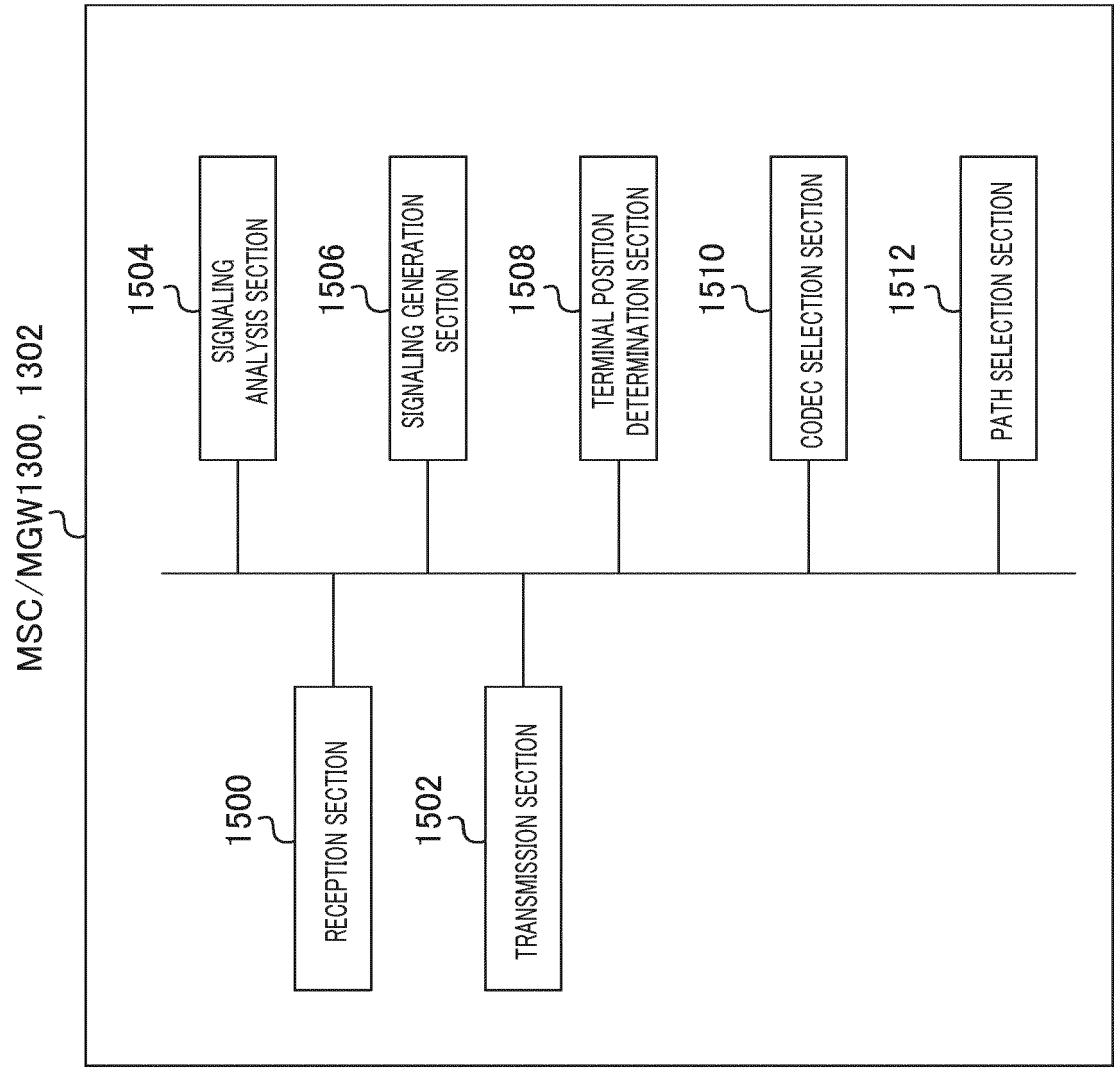 MSC/MGW1300, 1302
1500
RECEPTION SECTION
1502
TRANSMISSION SECTION
1504
SIGNALING
ANALYSIS SECTION
1506
SIGNALING GENERATION
SECTION
1508
TERMINAL POSITION
DETERMINATION SECTION
1510
CODEC SELECTION SECTION
1512
PATH SELECTION SECTION